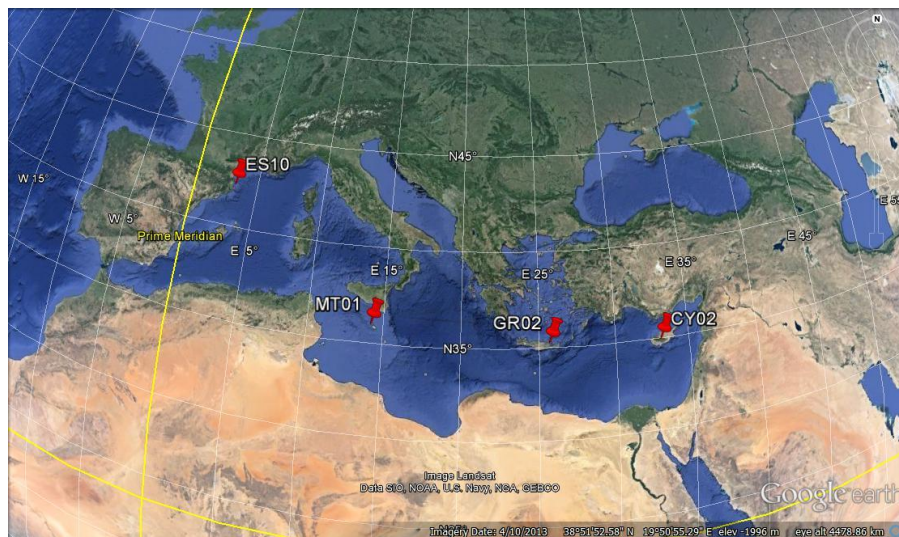 N
ES10
N45°
W 15°
W 5°
Prime Meridian
E 5°
E 15°
E 25°
E 35°
E 45°
E 55
MT01
GR02
CY02
N35°
Image Landsat
Data SIO, NOAA, U.S. Navy, NGA, GEBCO
Google earth
Imagery Date: 4/10/2013 38°51'52.58" N 19°50'55.29" E elev -1996 m eye alt 4478.86 km